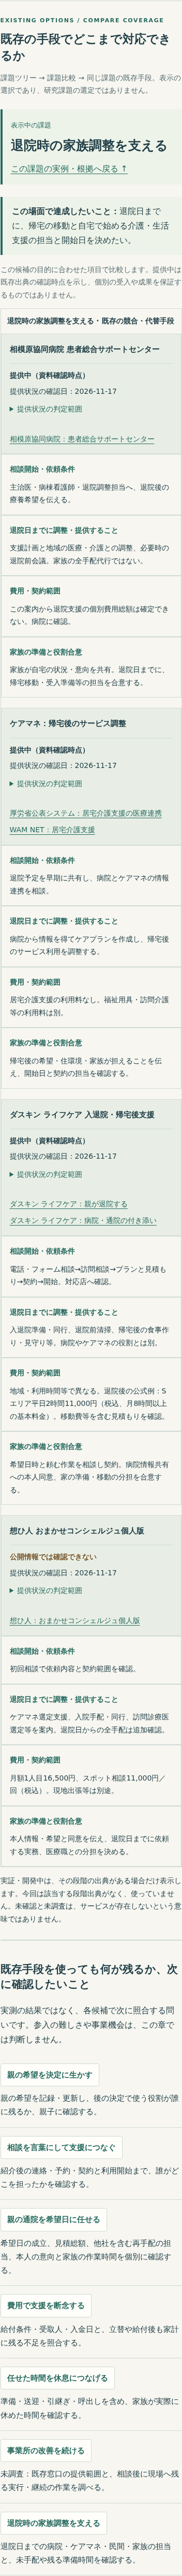 EXISTING OPTIONS / COMPARE COVERAGE
既存の手段でどこまで対応でき
るか
課題ツリー → 課題比較 → 同じ課題の既存手段。表示の
選択であり、研究課題の選定ではありません。
表示中の課題
退院時の家族調整を支える
この課題の実例・根拠へ戻る ↑
この場面で達成したいこと：退院日まで
に、帰宅の移動と自宅で始める介護・生活
支援の担当と開始日を決めたい。
この候補の目的に合わせた項目で比較します。提供中は
既存出典の確認時点を示し、個別の受入や成果を保証す
るものではありません。
退院時の家族調整を支える・既存の競合・代替手段
相模原協同病院 患者総合サポートセンター
提供中（資料確認時点）
提供状況の確認日：2026-11-17
▶ 提供状況の判定範囲
相模原協同病院：患者総合サポートセンター
相談開始・依頼条件
主治医・病棟看護師・退院調整担当へ、退院後の
療養希望を伝える。
退院日までに調整・提供すること
支援計画と地域の医療・介護との調整、必要時の
退院前会議。家族の全手配代行ではない。
費用・契約範囲
この案内から退院支援の個別費用総額は確定でき
ない。病院に確認。
家族の準備と役割合意
家族が自宅の状況・意向を共有。退院日までに、
帰宅移動・受入準備等の担当を合意する。
ケアマネ：帰宅後のサービス調整
提供中（資料確認時点）
提供状況の確認日：2026-11-17
▶ 提供状況の判定範囲
厚労省公表システム：居宅介護支援の医療連携
WAM NET：居宅介護支援
相談開始・依頼条件
退院予定を早期に共有し、病院とケアマネの情報
連携を相談。
退院日までに調整・提供すること
病院から情報を得てケアプランを作成し、帰宅後
のサービス利用を調整する。
費用・契約範囲
居宅介護支援の利用料なし。福祉用具・訪問介護
等の利用料は別。
家族の準備と役割合意
帰宅後の希望・住環境・家族が担えることを伝
え、開始日と契約の担当を確認する。
ダスキン ライフケア 入退院・帰宅後支援
提供中（資料確認時点）
提供状況の確認日：2026-11-17
▶ 提供状況の判定範囲
ダスキン ライフケア：親が退院する
ダスキン ライフケア：病院・通院の付き添い
相談開始・依頼条件
電話・フォーム相談→訪問相談→プランと見積も
り→契約→開始。対応店へ確認。
退院日までに調整・提供すること
入退院準備・同行、退院前清掃、帰宅後の食事作
り・見守り等。病院やケアマネの役割とは別。
費用・契約範囲
地域・利用時間等で異なる。退院後の公式例：S
エリア平日2時間11,000円（税込、月8時間以上
の基本料金）。移動費等を含む見積もりを確認。
家族の準備と役割合意
希望日時と頼む作業を相談し契約。病院情報共有
への本人同意、家の準備・移動の分担を合意す
る。
想ひ人 おまかせコンシェルジュ個人版
公開情報では確認できない
提供状況の確認日：2026-11-17
▶ 提供状況の判定範囲
想ひ人：おまかせコンシェルジュ個人版
相談開始・依頼条件
初回相談で依頼内容と契約範囲を確認。
退院日までに調整・提供すること
ケアマネ選定支援、入院手配・同行、訪問診療医
選定等を案内。退院日からの全手配は追加確認。
費用・契約範囲
月額1人目16,500円、スポット相談11,000円／
回（税込）。現地出張等は別途。
家族の準備と役割合意
本人情報・希望と同意を伝え、退院日までに依頼
する実務、医療職との分担を決める。
実証・開発中は、その段階の出典がある場合だけ表示し
ます。今回は該当する段階出典がなく、使っていませ
ん。未確認と未調査は、サービスが存在しないという意
味ではありません。
既存手段を使っても何が残るか、次
に確認したいこと
実測の結果ではなく、各候補で次に照合する問
いです。参入の難しさや事業機会は、この章で
は判断しません。
親の希望を決定に生かす
親の希望を記録・更新し、後の決定で使う役割が誰
に残るか、親子に確認する。
相談を言葉にして支援につなぐ
紹介後の連絡・予約・契約と利用開始まで、誰がど
こを担ったかを確認する。
親の通院を希望日に任せる
希望日の成立、見積総額、他社を含む再手配の担
当、本人の意向と家族の作業時間を個別に確認す
る。
費用で支援を断念する
給付条件・受取人・入金日と、立替や給付後も家計
に残る不足を照合する。
任せた時間を休息につなげる
準備・送迎・引継ぎ・呼出しを含め、家族が実際に
休めた時間を確認する。
事業所の改善を続ける
未調査：既存窓口の提供範囲と、相談後に現場へ残
る実行・継続の作業を調べる。
退院時の家族調整を支える
退院日までの病院・ケアマネ・民間・家族の担当
と、未手配や残る準備時間を確認する。